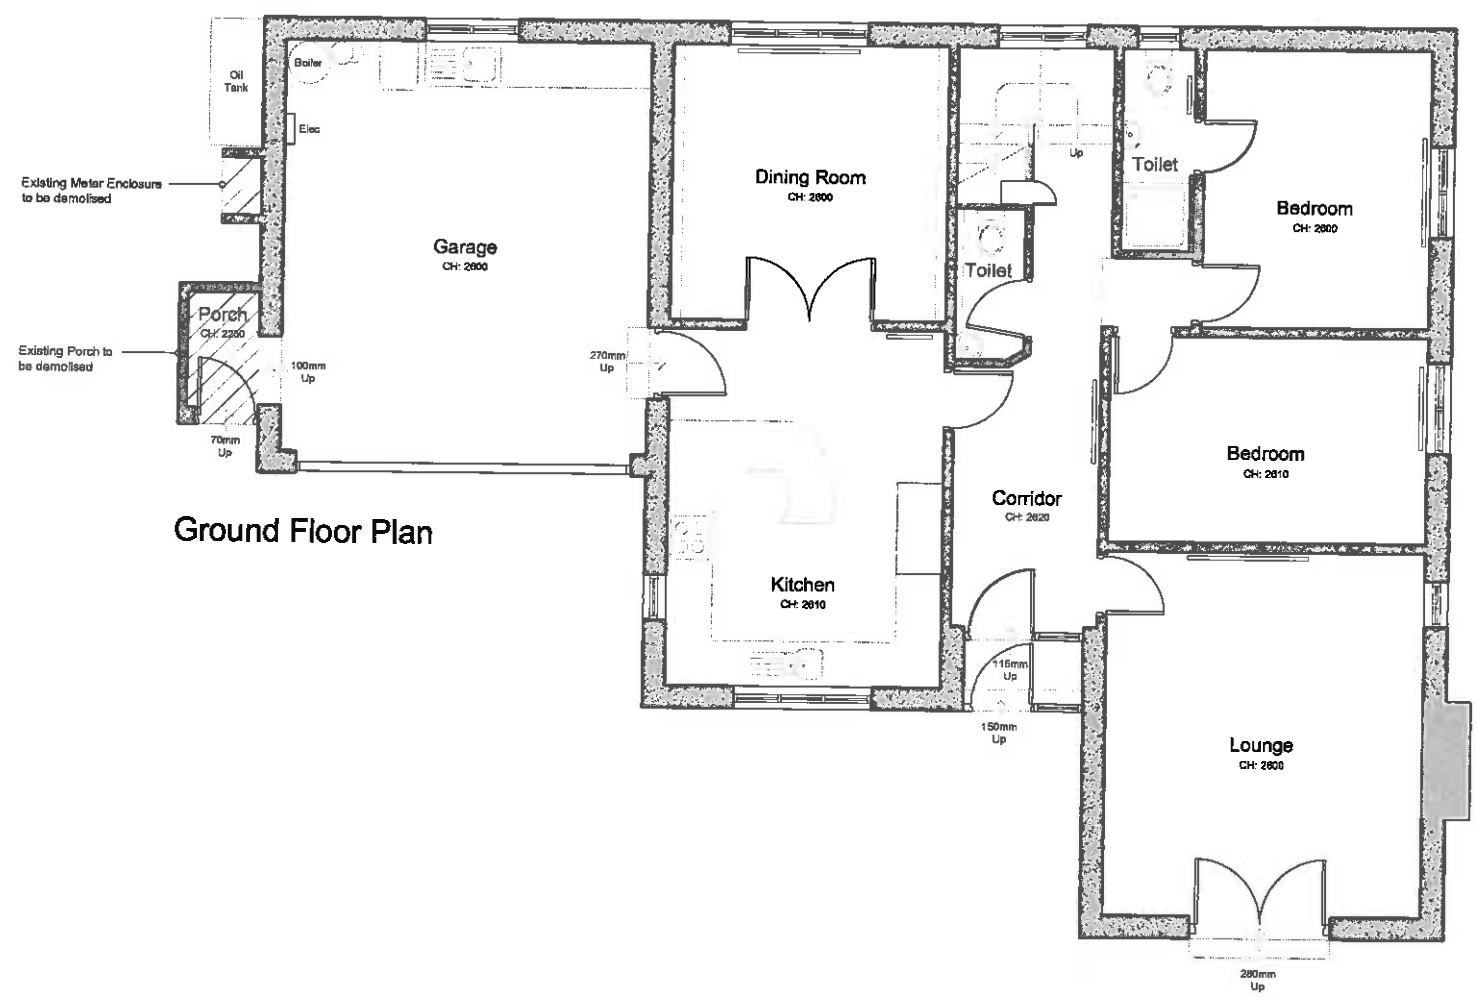 Oil
Tank
Boiler
Elec
Existing Meter Enclosure
to be demolised
Garage
CH: 2600
Dining Room
CH: 2600
Up
Toilet
Bedroom
CH: 2600
Toilet
Porch
CH: 2250
Existing Porch to
be demolised
100mm
Up
270mm
Up
70mm
Up
Bedroom
CH: 2610
Corridor
CH: 2620
Ground Floor Plan
Kitchen
CH: 2610
115mm
Up
150mm
Up
Lounge
CH: 2600
280mm
Up